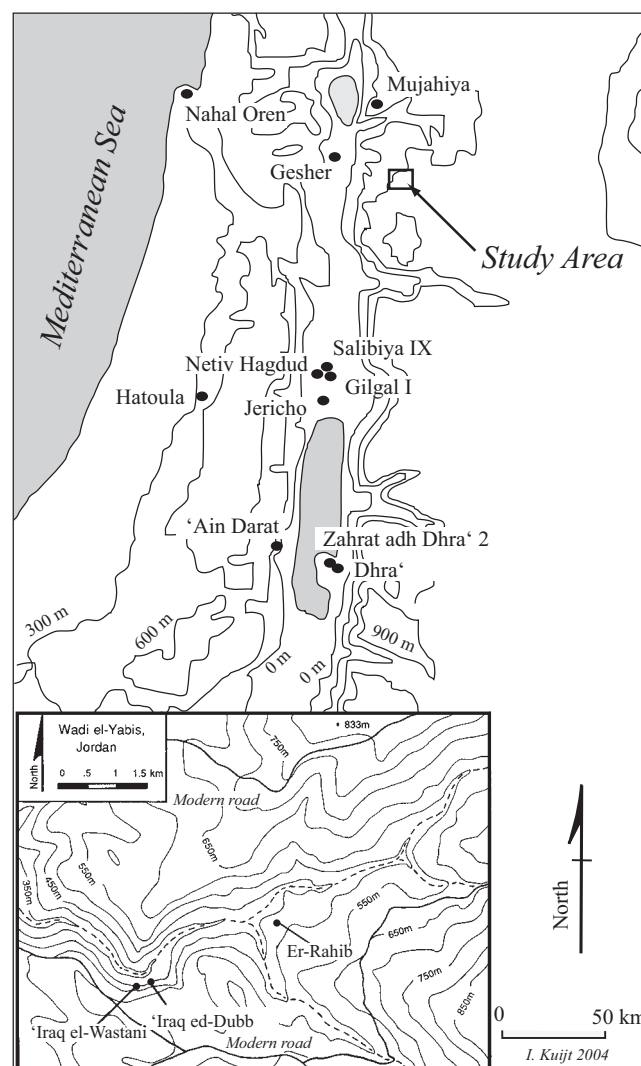 Mediterranean Sea
Nahal Oren
Mujahiya
Gesher
Study Area
Salibiya IX
Netiv Hagdud
Gilgal I
Hatoula
Jericho
‘Ain Darat
Zahrat adh Dhra‘ 2
Dhra‘
300 m
600 m
0 m
0 m
900 m
Wadi el-Yabis,
Jordan
North
0 .5 1 1.5 km
833m
750m
Modern road
650m
650m
550m
450m
350m
550m
650m
750m
850m
Er-Rahib
‘Iraq el-Wastani
‘Iraq ed-Dubb
Modern road
North
0 50 km
I. Kuijt 2004